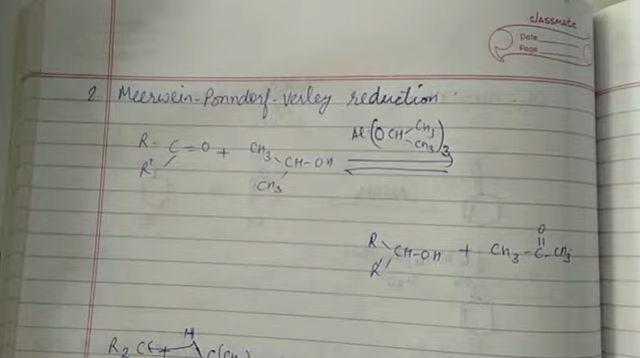 classmate
Date
Page
2. Meerwein-Ponndorf-Verley reduction.
R
R'
C=O + CH3
CH3
CH-OH
Al(OCH CH3
CH3)3
R
R'
CH-OH + CH3-C-CH3
O
R2 C
H